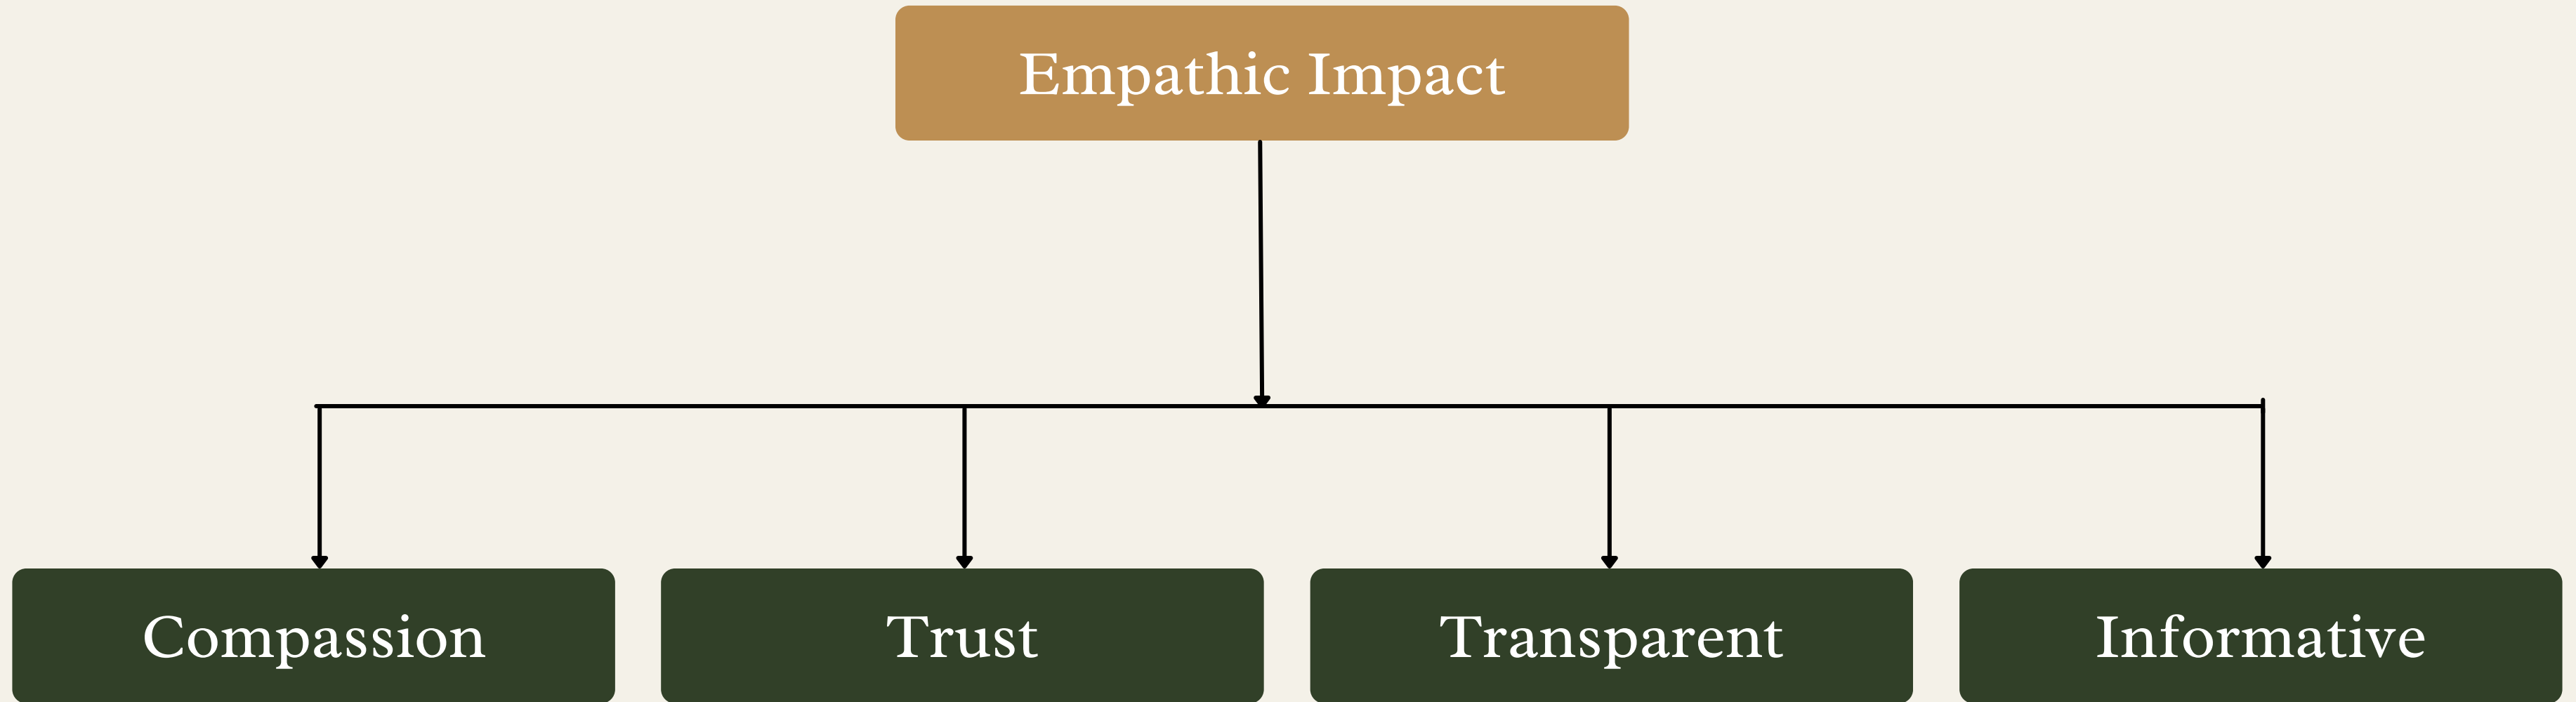 Empathic Impact
Compassion
Trust
Transparent
Informative